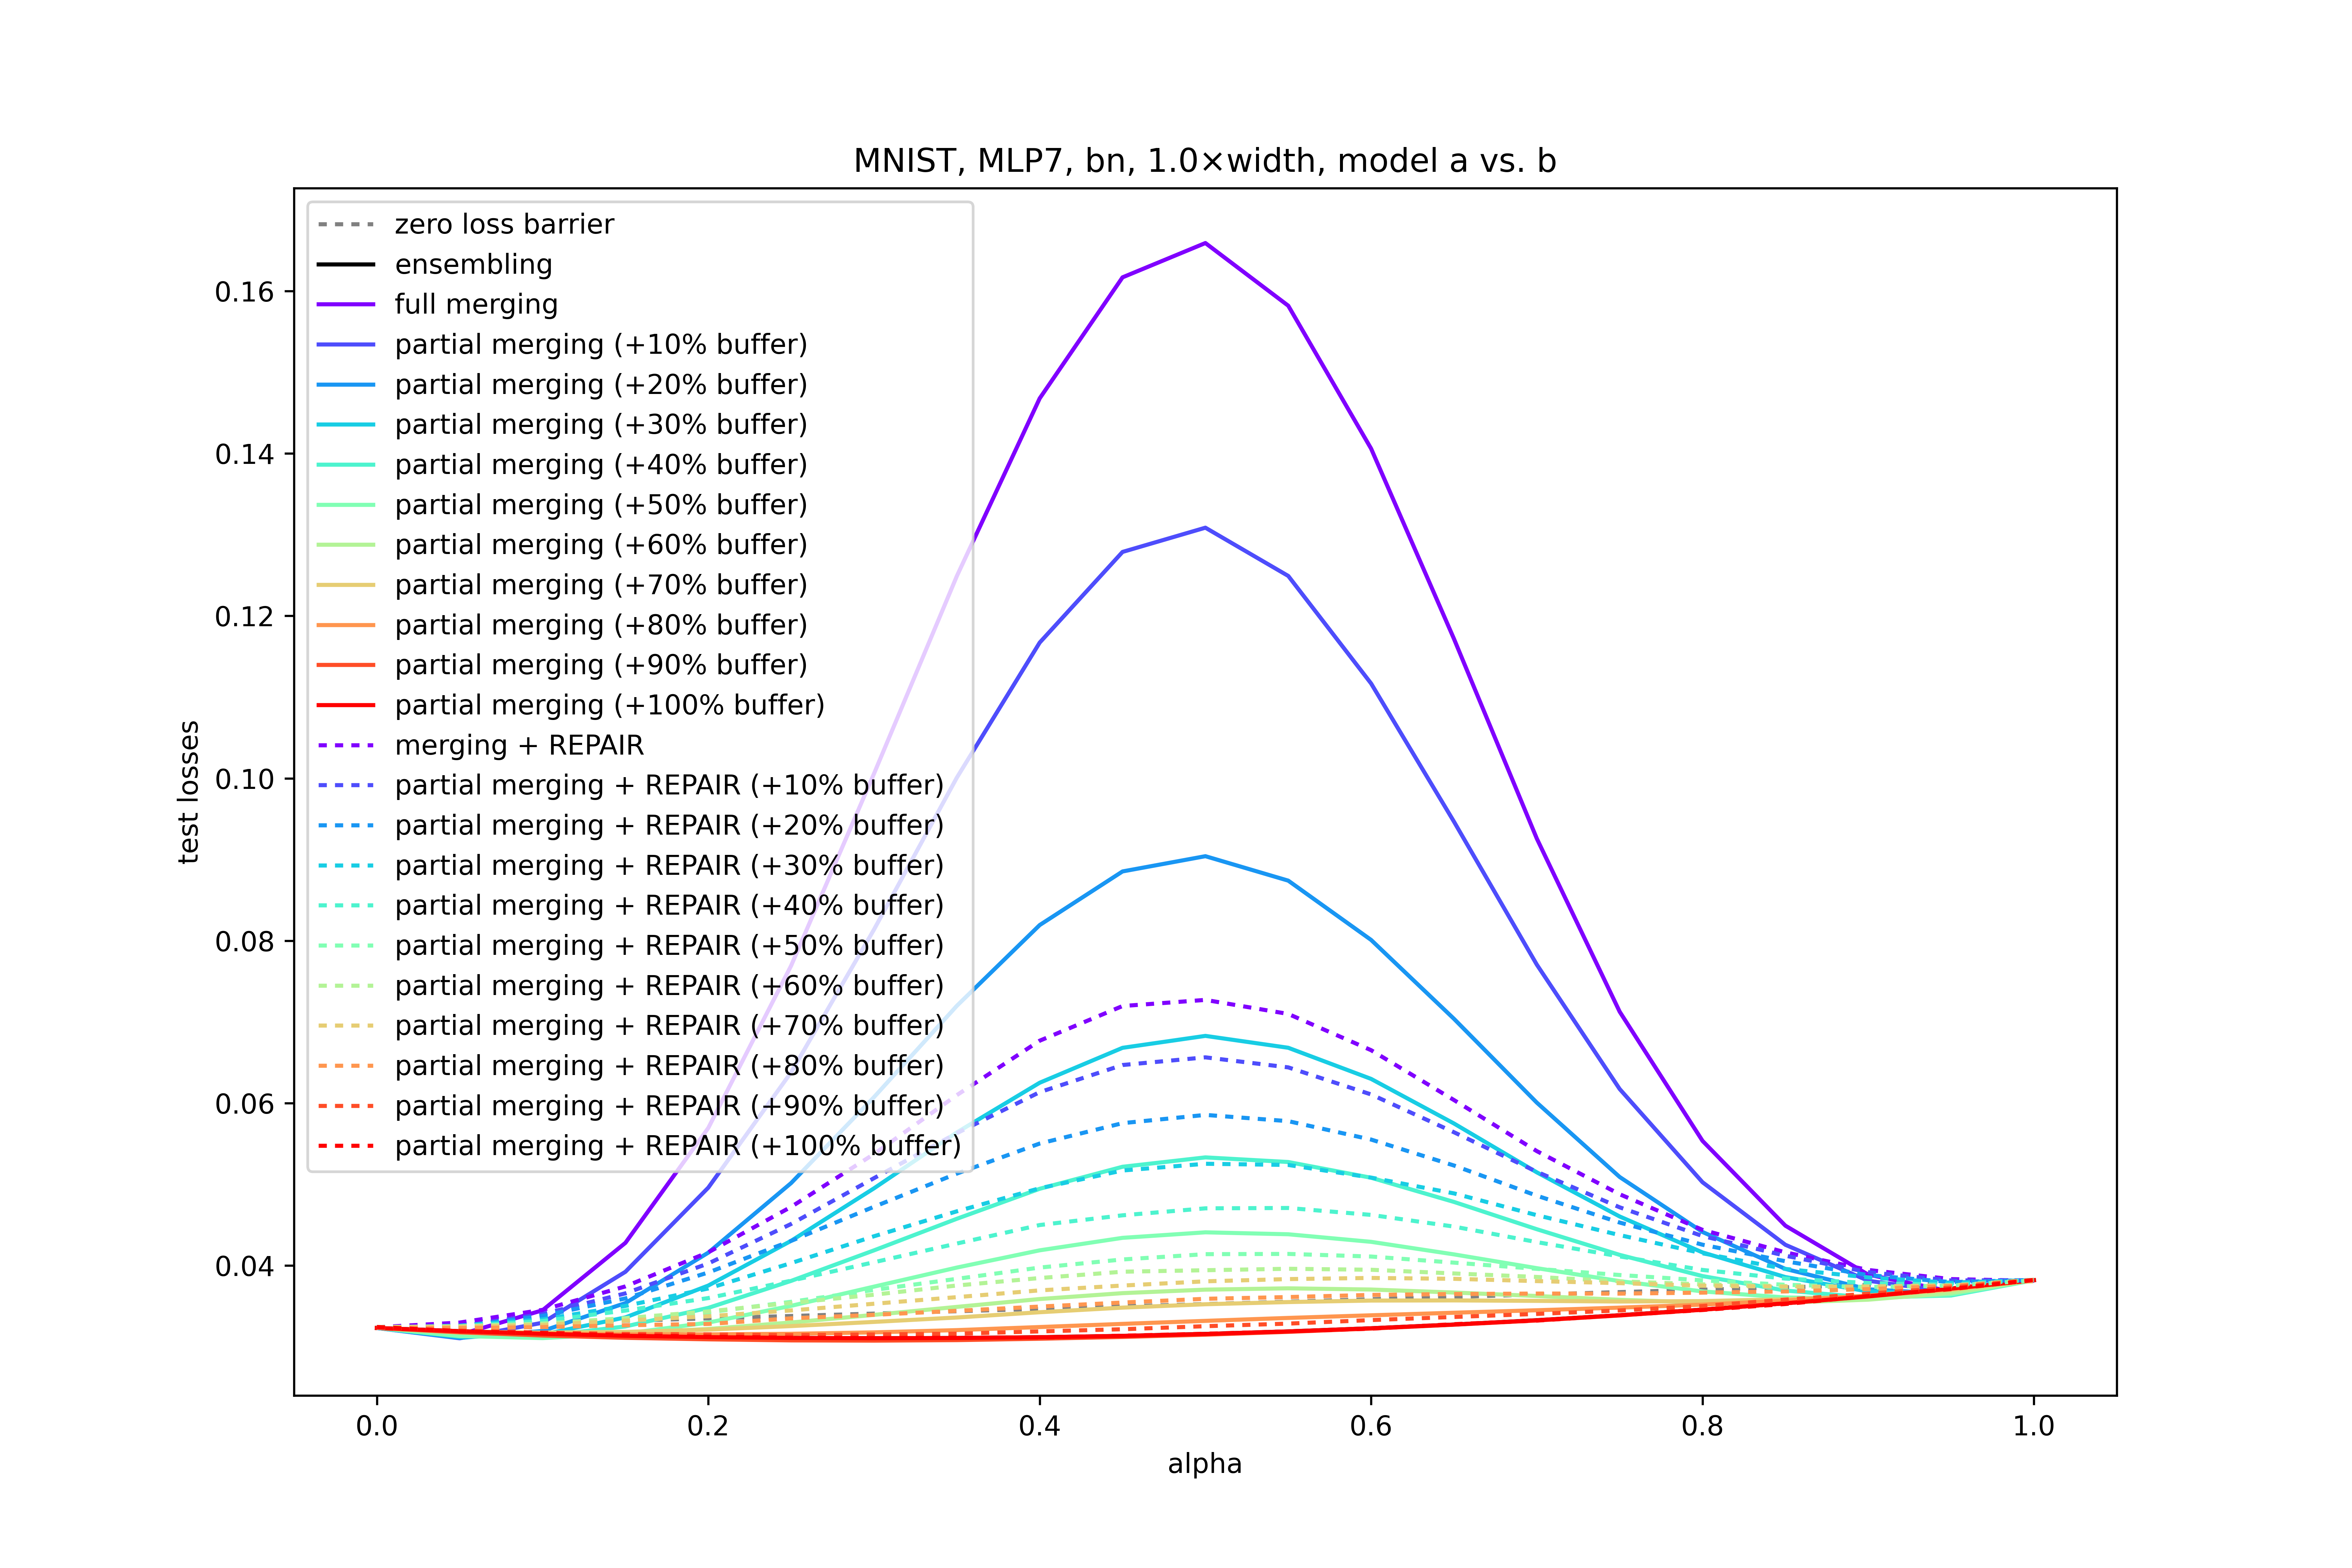 MNIST, MLP7, bn, 1.0×width, model a vs. b
zero loss barrier
ensembling
full merging
partial merging (+10% buffer)
partial merging (+20% buffer)
partial merging (+30% buffer)
partial merging (+40% buffer)
partial merging (+50% buffer)
partial merging (+60% buffer)
partial merging (+70% buffer)
partial merging (+80% buffer)
partial merging (+90% buffer)
partial merging (+100% buffer)
merging + REPAIR
partial merging + REPAIR (+10% buffer)
partial merging + REPAIR (+20% buffer)
partial merging + REPAIR (+30% buffer)
partial merging + REPAIR (+40% buffer)
partial merging + REPAIR (+50% buffer)
partial merging + REPAIR (+60% buffer)
partial merging + REPAIR (+70% buffer)
partial merging + REPAIR (+80% buffer)
partial merging + REPAIR (+90% buffer)
partial merging + REPAIR (+100% buffer)
test losses
0.16
0.14
0.12
0.10
0.08
0.06
0.04
0.0 0.2 0.4 0.6 0.8 1.0
alpha